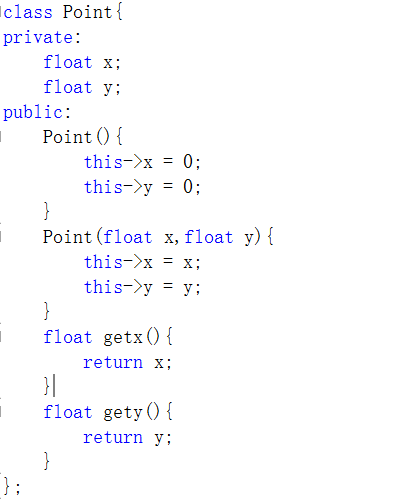 class Point{
private:
    float x;
    float y;
public:
    Point(){
        this->x = 0;
        this->y = 0;
    }
    Point(float x,float y){
        this->x = x;
        this->y = y;
    }
    float getx(){
        return x;
    }
    float gety(){
        return y;
    }
};